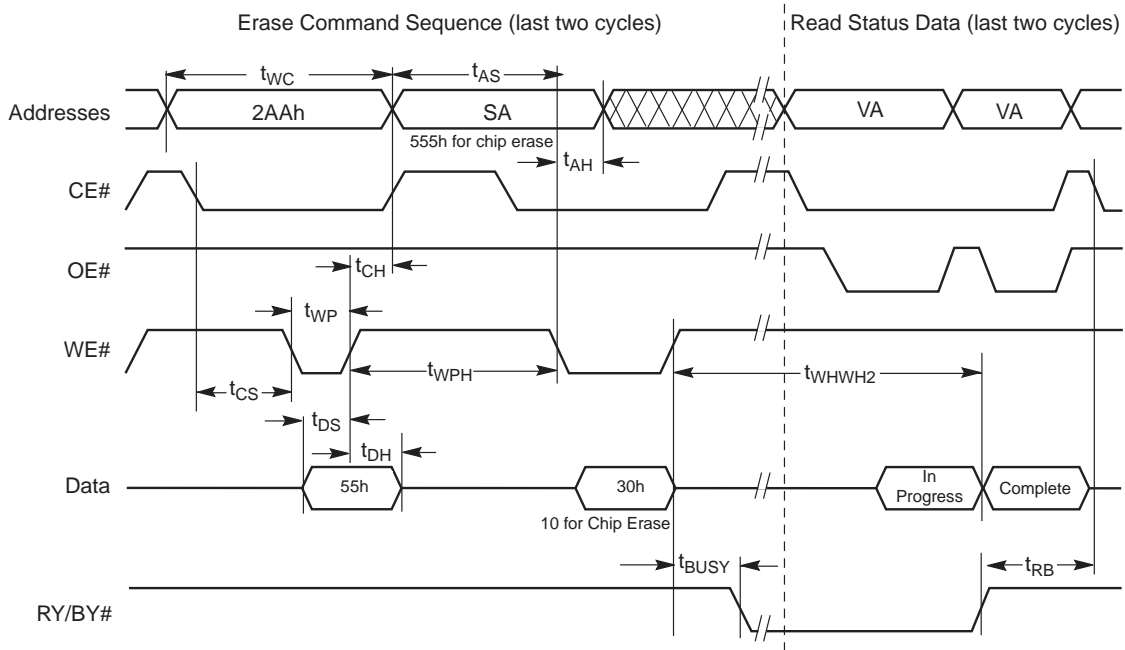 Erase Command Sequence (last two cycles)
Read Status Data (last two cycles)
tWC
tAS
Addresses
2AAh
SA
VA
VA
555h for chip erase
tAH
CE#
OE#
tCH
tWP
WE#
tWPH
tWHWH2
tCS
tDS
tDH
Data
55h
30h
In
Progress
Complete
10 for Chip Erase
tBUSY
tRB
RY/BY#